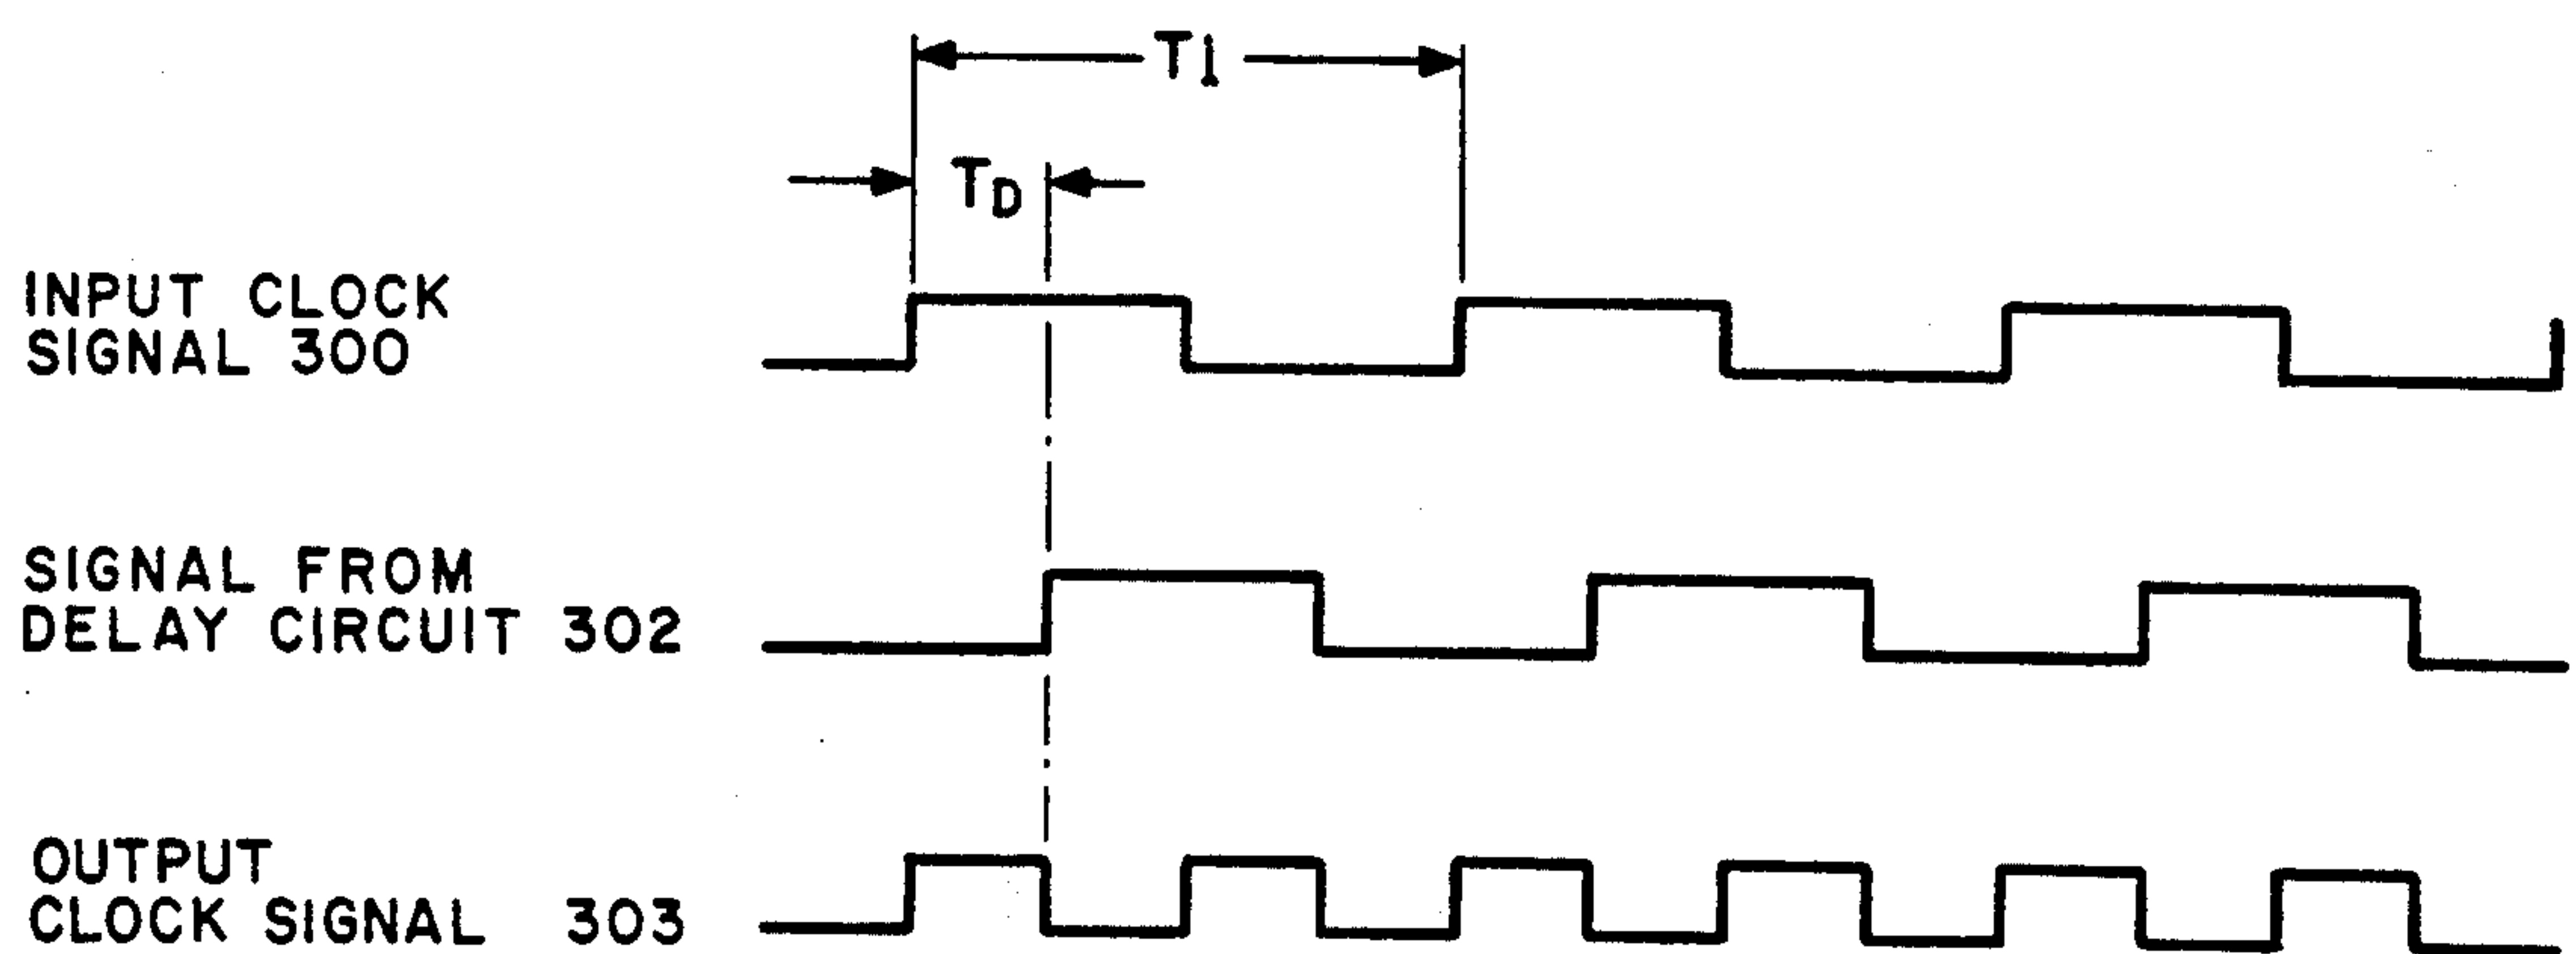 T1
TD
INPUT CLOCK
SIGNAL 300
SIGNAL FROM
DELAY CIRCUIT 302
OUTPUT
CLOCK SIGNAL 303